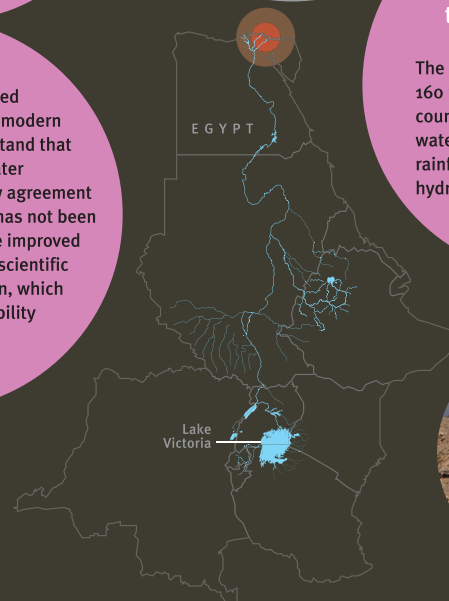 ed
modern
tand that
ter
agreement
has not been
improved
scientific
n, which
bility
EGYPT
Lake
Victoria
The
160
coun
wate
rainf
hydr